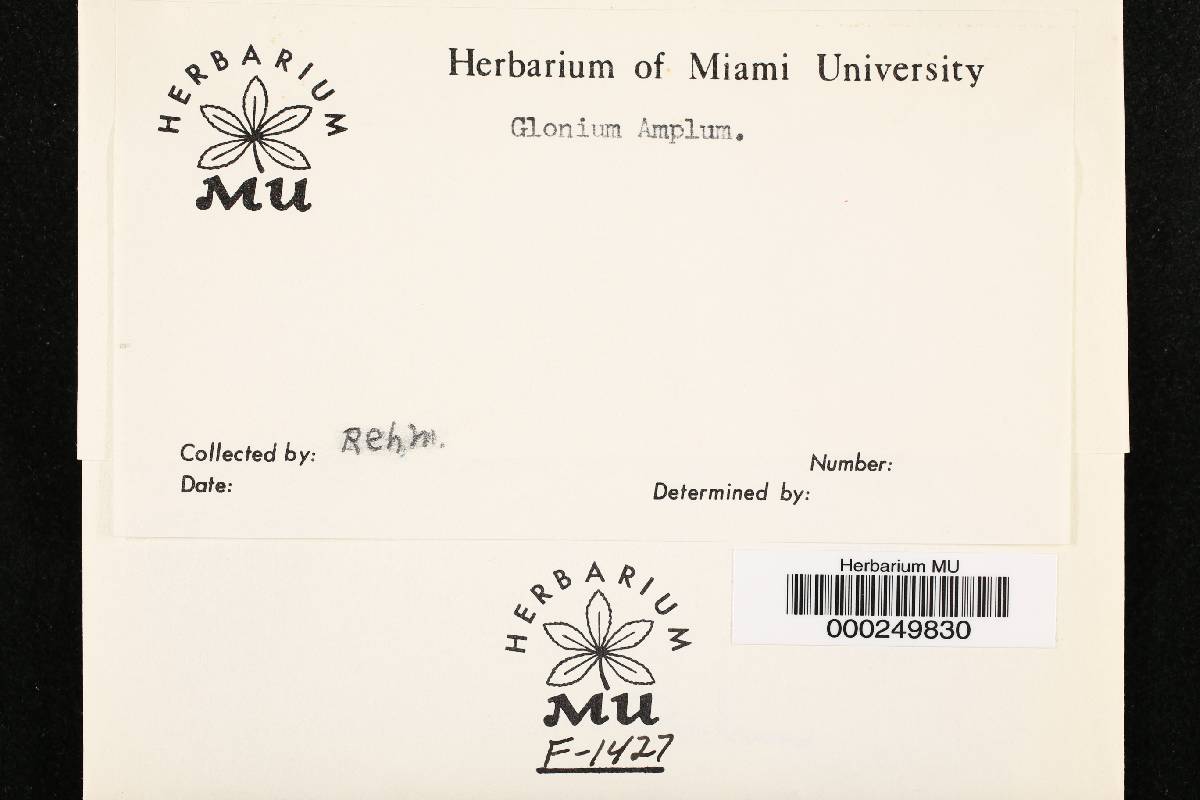 HERBARIUM
MU
Herbarium of Miami University
Glonium Amplum.
Collected by: Rehm.
Date:
Number:
Determined by:
Herbarium MU
000249830
HERBARIUM
MU
F-1427